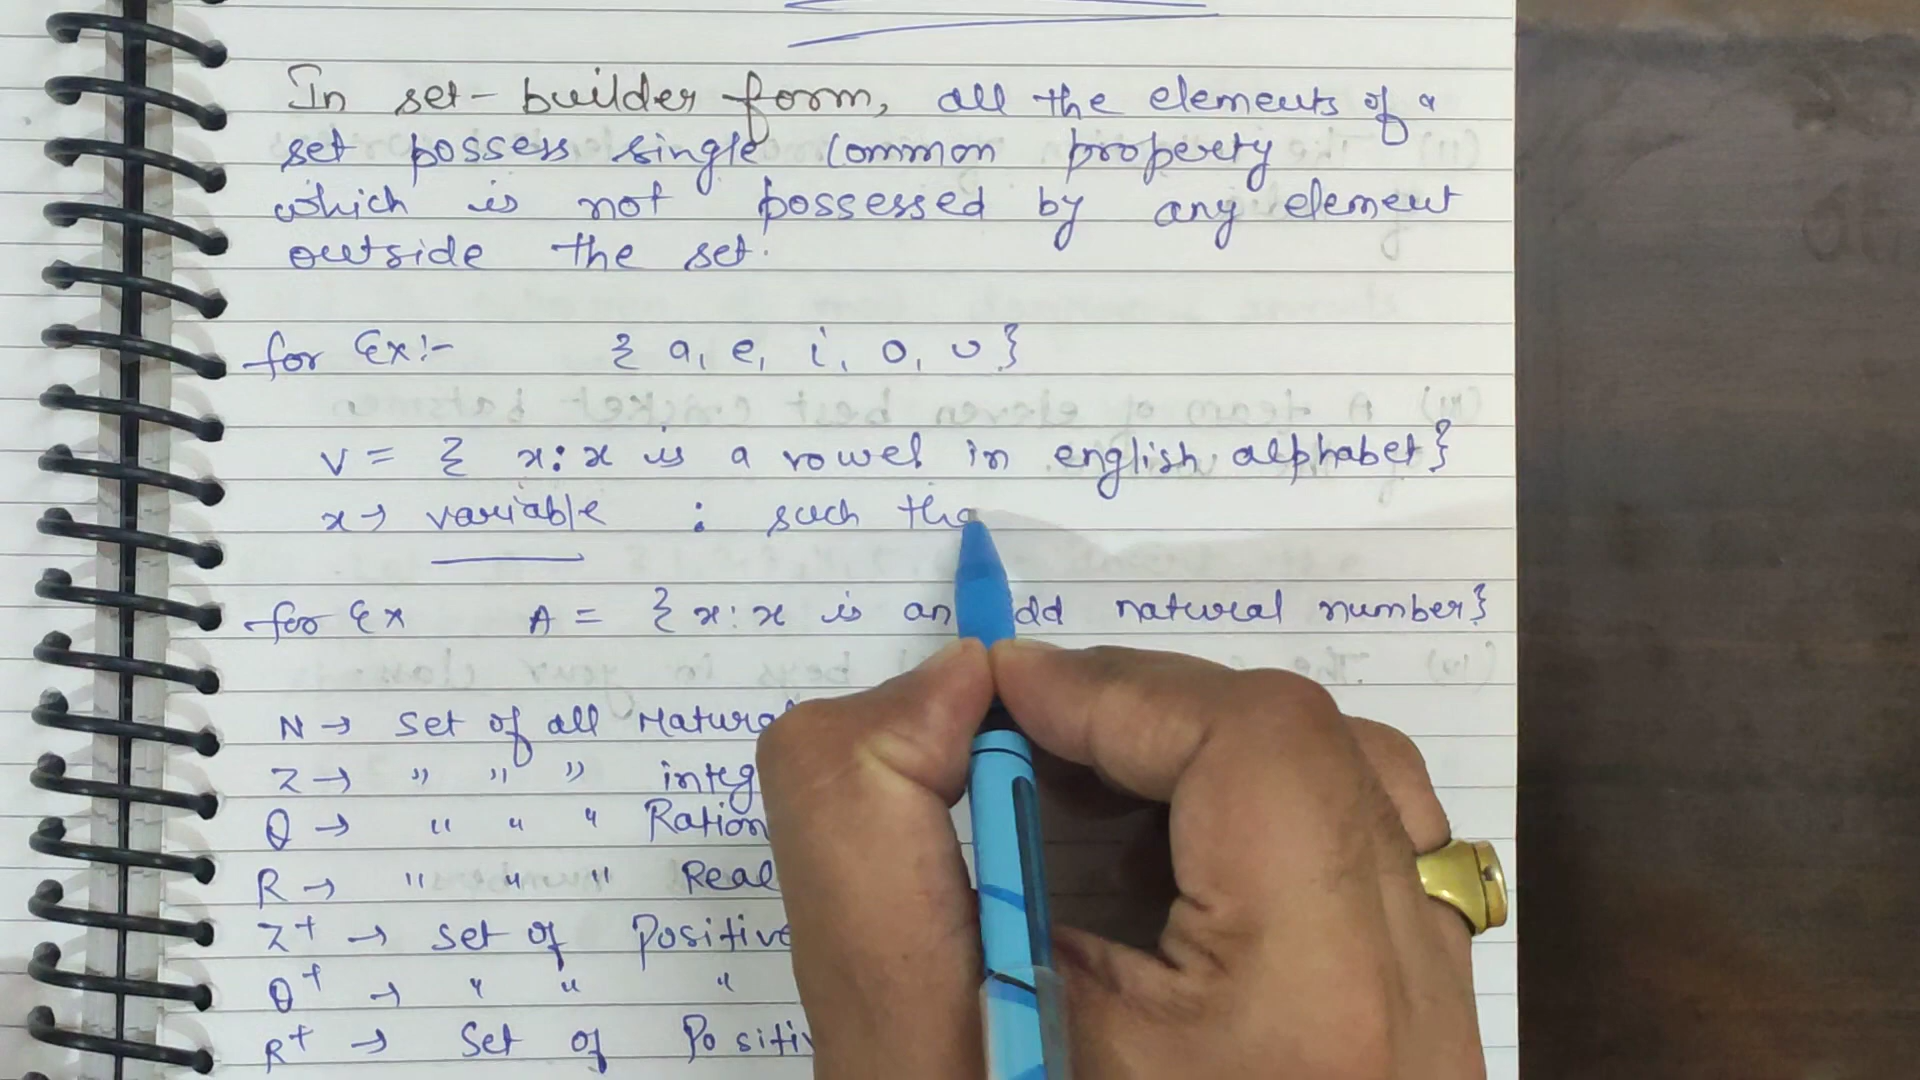 In set-builder form, all the elements of a
set possess single common property
which is not possessed by any element
outside the set.
for Ex:- { a, e, i, o, u }
V = { x : x is a vowel in english alphabet}
x → variable : such tha
for Ex A = { x : x is an dd natural number}
N → set of all Natura
Z → " " " integ
Q → " " " Ration
R → " " " Real
Z+ → set of Positive
Q+ → " " "
R+ → Set of Positiv